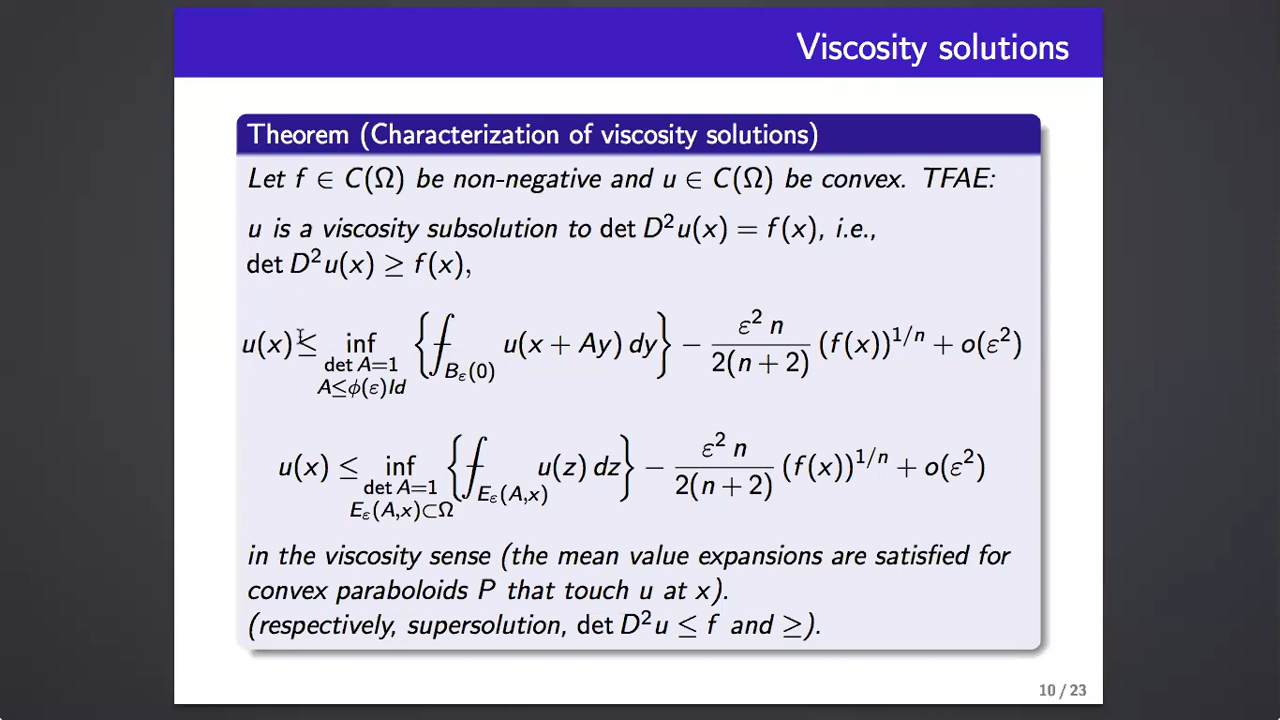 Viscosity solutions
Theorem (Characterization of viscosity solutions)
Let f ∈ C(Ω) be non-negative and u ∈ C(Ω) be convex. TFAE:
u is a viscosity subsolution to det D²u(x) = f(x), i.e.,
det D²u(x) ≥ f(x),
u(x) ≤ inf_{det A=1, A≤ϕ(ε)Id} { ⨍_{B_ε(0)} u(x + Ay) dy } − ε² n / 2(n + 2) (f(x))^{1/n} + o(ε²)
u(x) ≤ inf_{det A=1, E_ε(A,x)⊂Ω} { ⨍_{E_ε(A,x)} u(z) dz } − ε² n / 2(n + 2) (f(x))^{1/n} + o(ε²)
in the viscosity sense (the mean value expansions are satisfied for
convex paraboloids P that touch u at x).
(respectively, supersolution, det D²u ≤ f and ≥).
10 / 23